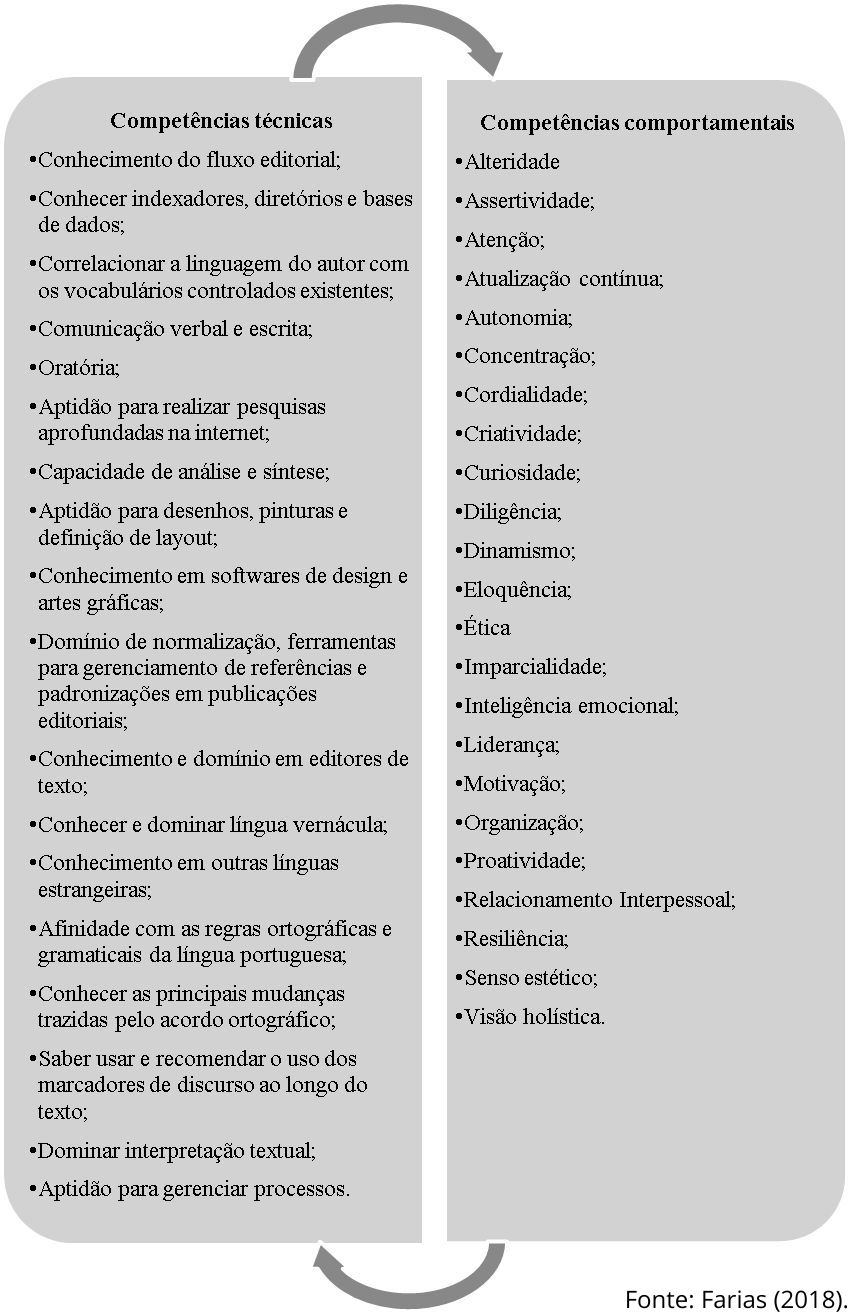 Competências técnicas
•Conhecimento do fluxo editorial;
•Conhecer indexadores, diretórios e bases
de dados;
•Correlacionar a linguagem do autor com
os vocabulários controlados existentes;
•Comunicação verbal e escrita;
•Oratória;
•Aptidão para realizar pesquisas
aprofundadas na internet;
•Capacidade de análise e síntese;
•Aptidão para desenhos, pinturas e
definição de layout;
•Conhecimento em softwares de design e
artes gráficas;
•Domínio de normalização, ferramentas
para gerenciamento de referências e
padronizações em publicações
editoriais;
•Conhecimento e domínio em editores de
texto;
•Conhecer e dominar língua vernácula;
•Conhecimento em outras línguas
estrangeiras;
•Afinidade com as regras ortográficas e
gramaticais da língua portuguesa;
•Conhecer as principais mudanças
trazidas pelo acordo ortográfico;
•Saber usar e recomendar o uso dos
marcadores de discurso ao longo do
texto;
•Dominar interpretação textual;
•Aptidão para gerenciar processos.
Competências comportamentais
•Alteridade
•Assertividade;
•Atenção;
•Atualização contínua;
•Autonomia;
•Concentração;
•Cordialidade;
•Criatividade;
•Curiosidade;
•Diligência;
•Dinamismo;
•Eloquência;
•Ética
•Imparcialidade;
•Inteligência emocional;
•Liderança;
•Motivação;
•Organização;
•Proatividade;
•Relacionamento Interpessoal;
•Resiliência;
•Senso estético;
•Visão holística.
Fonte: Farias (2018).